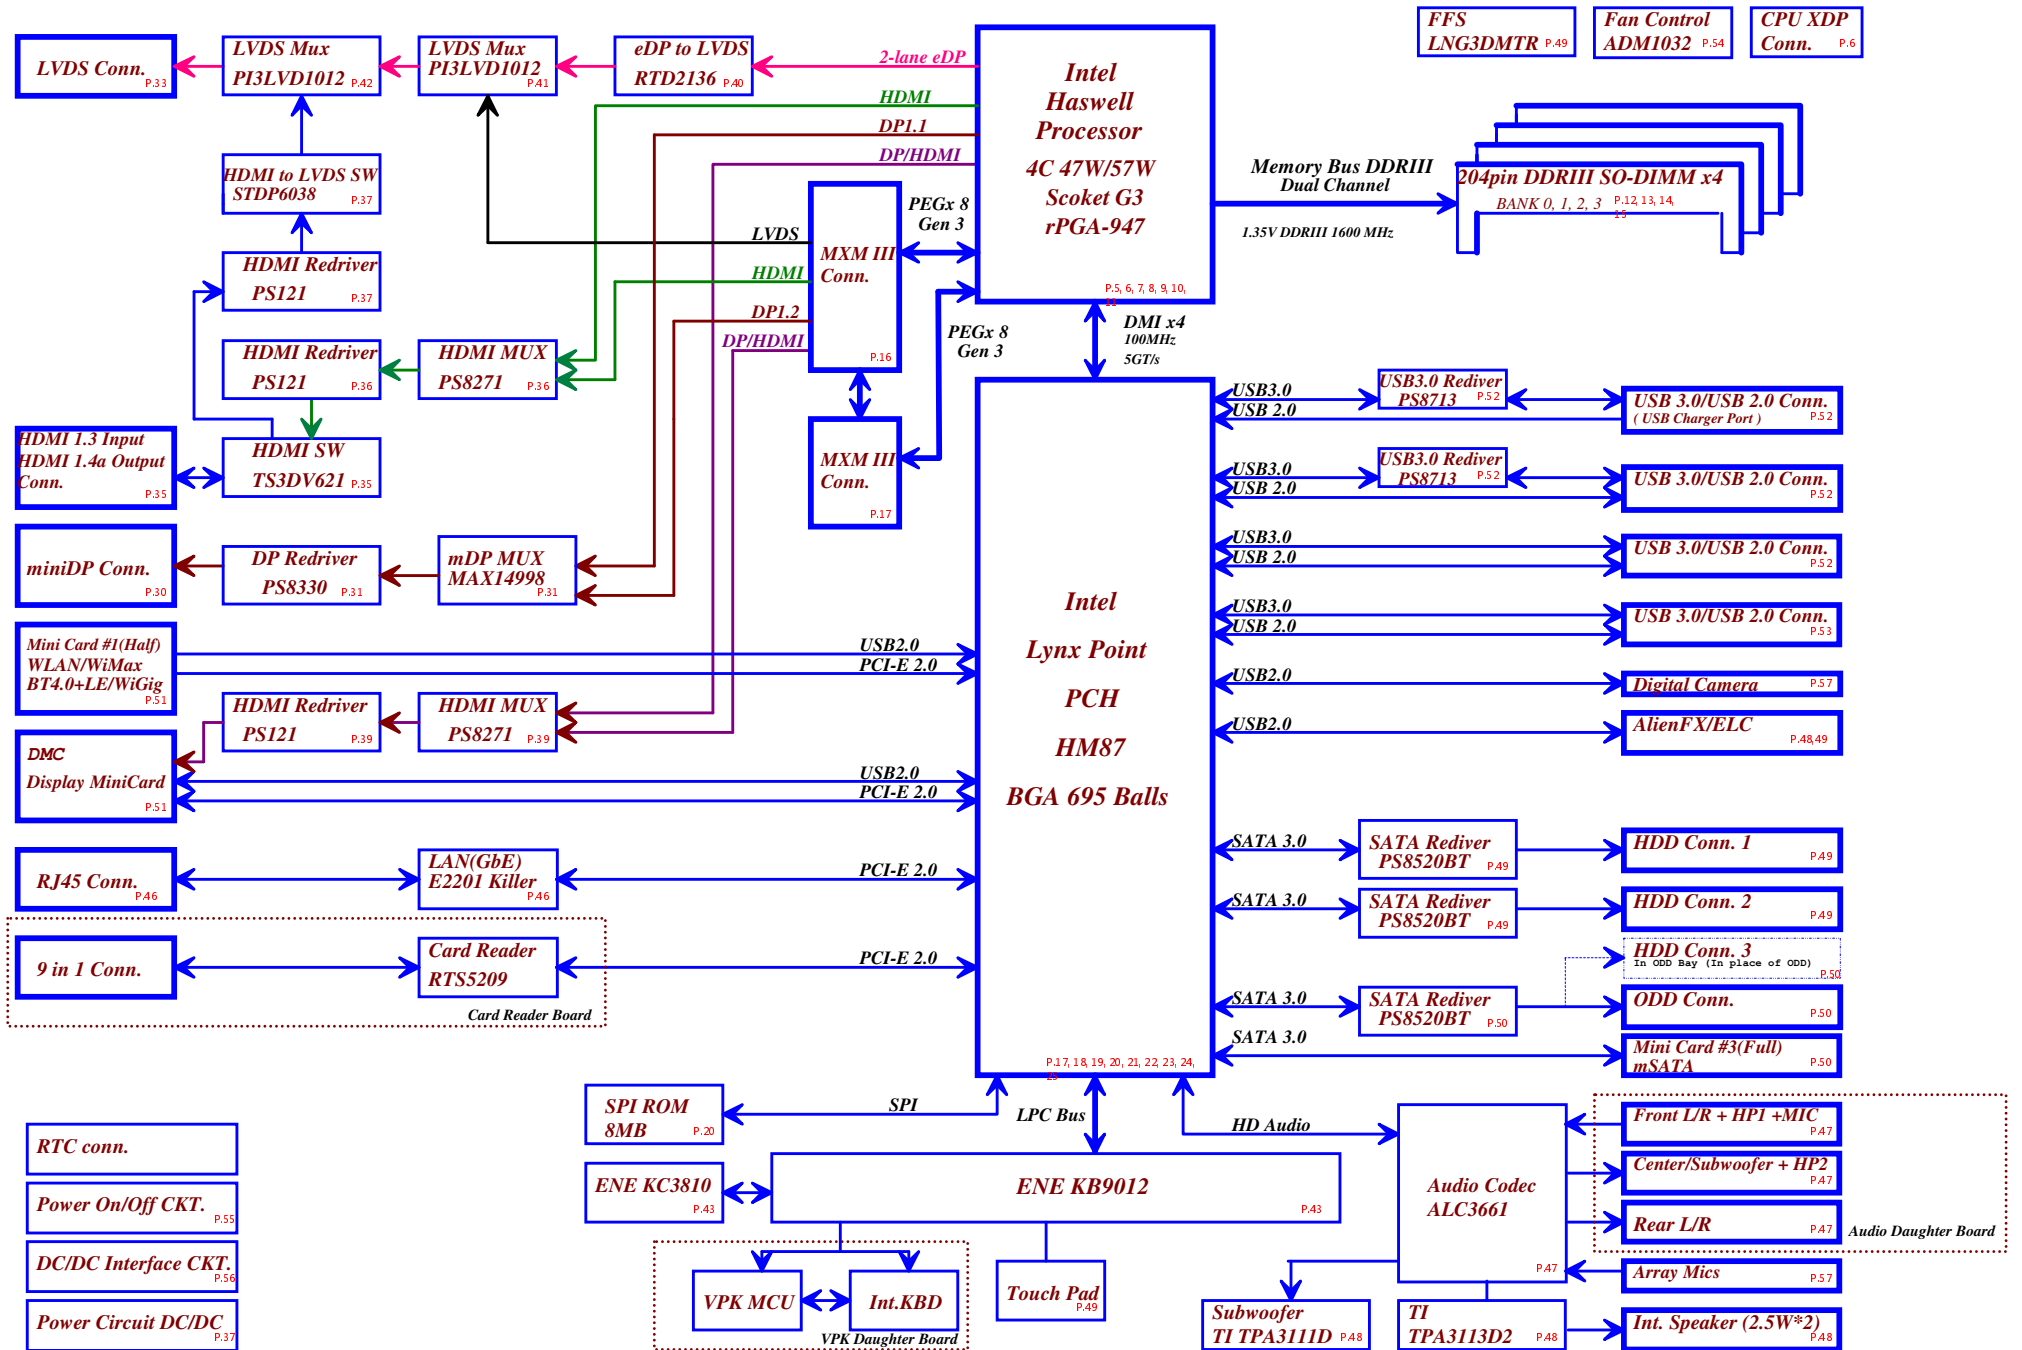 FFS
LNG3DMTR P.49
Fan Control
ADM1032 P.54
CPU XDP
Conn. P.6
LVDS Conn.
P.33
LVDS Mux
PI3LVD1012 P.42
LVDS Mux
PI3LVD1012
P.41
eDP to LVDS
RTD2136 P.40
2-lane eDP
HDMI
DP1.1
DP/HDMI
Intel
Haswell
Processor
4C 47W/57W
Scoket G3
rPGA-947
P.5, 6, 7, 8, 9, 10,
11
Memory Bus DDRIII
Dual Channel
1.35V DDRIII 1600 MHz
204pin DDRIII SO-DIMM x4
BANK 0, 1, 2, 3 P.12, 13, 14,
15
HDMI to LVDS SW
STDP6038
P.37
HDMI Redriver
PS121 P.37
LVDS
HDMI
DP1.2
DP/HDMI
MXM III
Conn.
P.16
PEGx 8
Gen 3
PEGx 8
Gen 3
DMI x4
100MHz
5GT/s
HDMI Redriver
PS121 P.36
HDMI MUX
PS8271 P.36
HDMI 1.3 Input
HDMI 1.4a Output
Conn.
P.35
HDMI SW
TS3DV621 P.35
MXM III
Conn.
P.17
miniDP Conn.
P.30
DP Redriver
PS8330 P.31
mDP MUX
MAX14998
P.31
Mini Card #1(Half)
WLAN/WiMax
BT4.0+LE/WiGig
P.51
USB2.0
PCI-E 2.0
HDMI Redriver
PS121 P.39
HDMI MUX
PS8271 P.39
DMC
Display MiniCard
P.51
USB2.0
PCI-E 2.0
RJ45 Conn.
P.46
LAN(GbE)
E2201 Killer
P.46
PCI-E 2.0
9 in 1 Conn.
Card Reader
RTS5209
PCI-E 2.0
Card Reader Board
Intel
Lynx Point
PCH
HM87
BGA 695 Balls
P.17, 18, 19, 20, 21, 22, 23, 24,
25
USB3.0
USB 2.0
USB3.0 Rediver
PS8713 P.52
USB 3.0/USB 2.0 Conn.
( USB Charger Port )
P.52
USB3.0
USB 2.0
USB3.0 Rediver
PS8713 P.52
USB 3.0/USB 2.0 Conn.
P.52
USB3.0
USB 2.0
USB 3.0/USB 2.0 Conn.
P.52
USB3.0
USB 2.0
USB 3.0/USB 2.0 Conn.
P.53
USB2.0
Digital Camera P.57
USB2.0
AlienFX/ELC
P.48,49
SATA 3.0
SATA Rediver
PS8520BT P.49
HDD Conn. 1
P.49
SATA 3.0
SATA Rediver
PS8520BT P.49
HDD Conn. 2
P.49
HDD Conn. 3
In ODD Bay (In place of ODD)
P.50
SATA 3.0
SATA Rediver
PS8520BT P.50
ODD Conn.
P.50
SATA 3.0
Mini Card #3(Full)
mSATA
P.50
SPI ROM
8MB P.20
SPI
LPC Bus
HD Audio
ENE KC3810
P.43
ENE KB9012
P.43
VPK MCU
Int.KBD
VPK Daughter Board
Touch Pad
P.49
Audio Codec
ALC3661
P.47
Front L/R + HP1 +MIC
P.47
Center/Subwoofer + HP2
P.47
Rear L/R
P.47
Audio Daughter Board
Array Mics P.57
Subwoofer
TI TPA3111D P.48
TI
TPA3113D2 P.48
Int. Speaker (2.5W*2)
P.48
RTC conn.
Power On/Off CKT.
P.55
DC/DC Interface CKT.
P.56
Power Circuit DC/DC
P.37